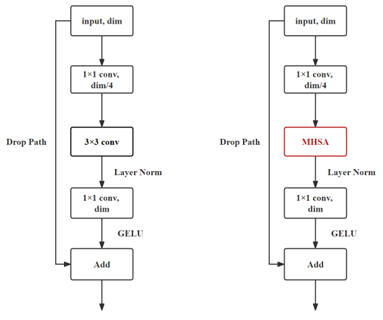 input, dim
1×1 conv,
dim/4
Drop Path
3×3 conv
Layer Norm
1×1 conv,
dim
GELU
Add
input, dim
1×1 conv,
dim/4
Drop Path
MHSA
Layer Norm
1×1 conv,
dim
GELU
Add